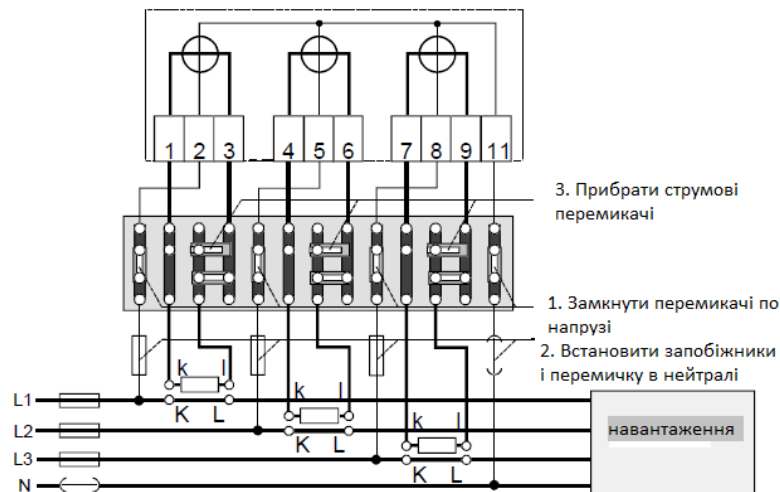 1 2 3 4 5 6 7 8 9 11
3. Прибрати струмові
перемикачі
1. Замкнути перемикачі по
напрузі
2. Встановити запобіжники
і перемичку в нейтралі
k l
L1
K L
k l
L2
K L
навантаження
k l
L3
K L
N